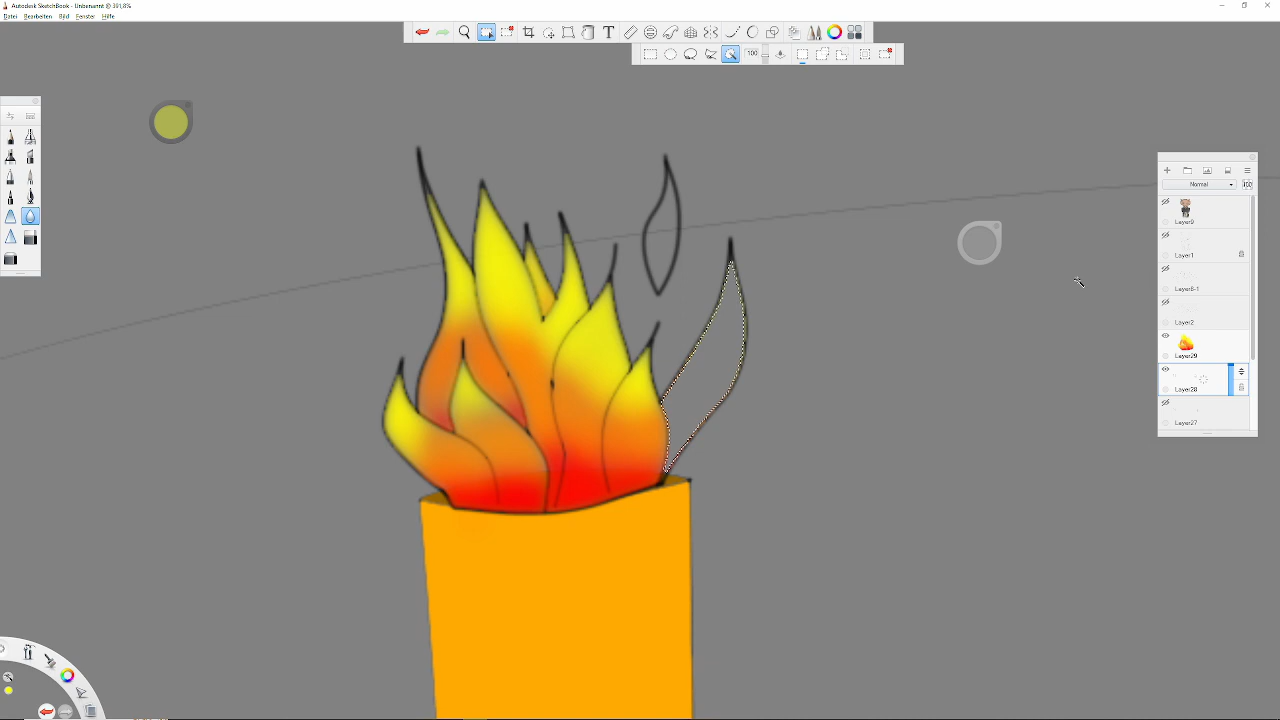 Autodesk SketchBook - Unbenannt @ 391,8%
Datei Bearbeiten Bild Fenster Hilfe
T
100
Normal 100
Layer9
Layer1
Layer8-1
Layer2
Layer29
Layer28
Layer27